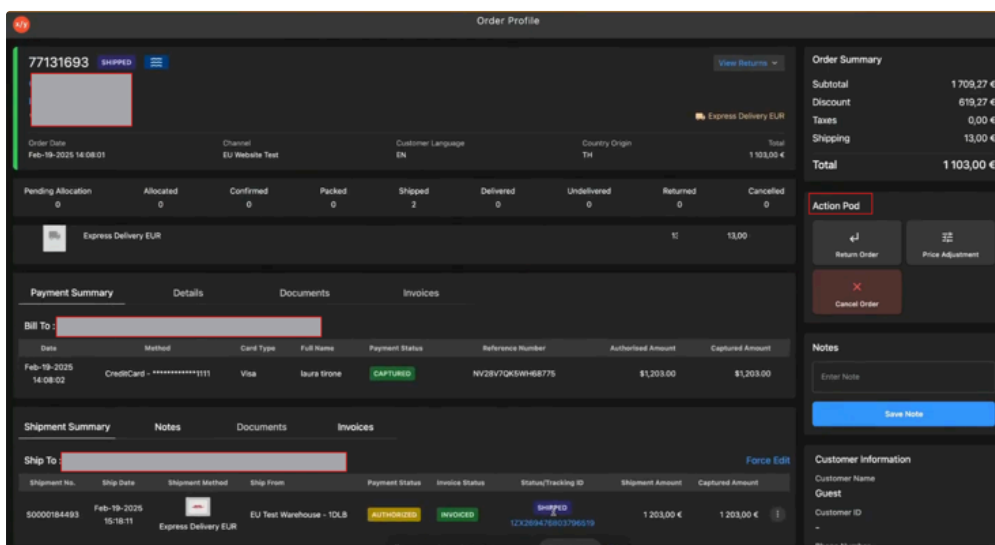 x/y
Order Profile
77131693 SHIPPED
View Returns
Express Delivery EUR
Order Date Channel Customer Language Country Origin Total
Feb-19-2025 14:08:01 EU Website Test EN TH 1 103,00 €
Pending Allocation Allocated Confirmed Packed Shipped Delivered Undelivered Returned Cancelled
0 0 0 0 2 0 0 0 0
Express Delivery EUR 13,00
Payment Summary Details Documents Invoices
Bill To :
Date Method Card Type Full Name Payment Status Reference Number Authorised Amount Captured Amount
Feb-19-2025
14:08:02 CreditCard - ************1111 Visa laura tirone CAPTURED NV28V7QK5WH68775 $1,203.00 $1,203.00
Shipment Summary Notes Documents Invoices
Ship To : Force Edit
Shipment No. Ship Date Shipment Method Ship From Payment Status Invoice Status Status/Tracking ID Shipment Amount Captured Amount
S0000184493 Feb-19-2025
15:18:11 Express Delivery EUR EU Test Warehouse - 1DLB AUTHORIZED INVOICED SHIPPED 1 203,00 € 1 203,00 €
1ZX269476803796519
Order Summary
Subtotal 1 709,27 €
Discount 619,27 €
Taxes 0,00 €
Shipping 13,00 €
Total 1 103,00 €
Action Pod
Return Order Price Adjustment
Cancel Order
Notes
Enter Note
Save Note
Customer Information
Customer Name
Guest
Customer ID
-